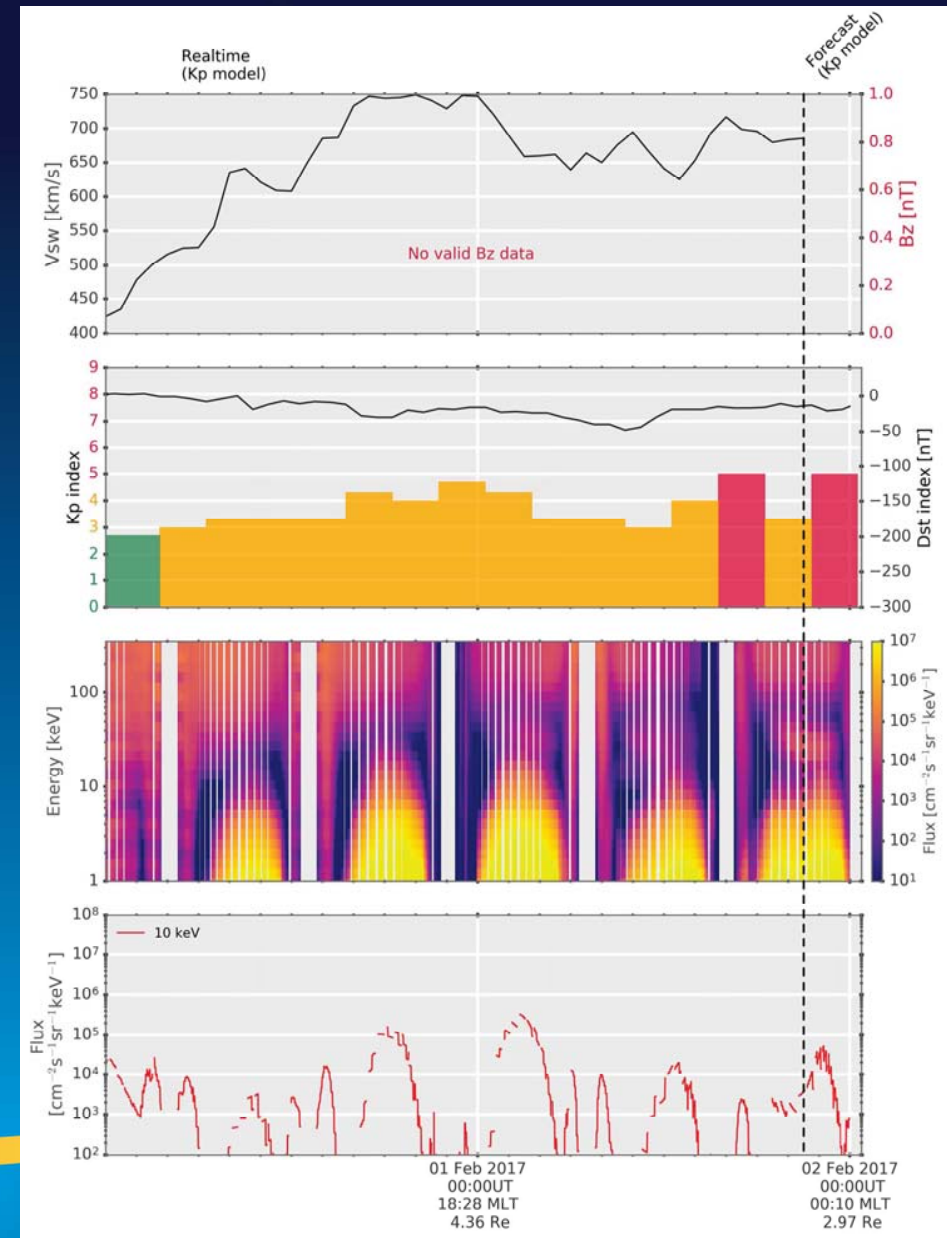 Realtime
(Kp model)
Forecast
(Kp model)
Vsw [km/s]
750
700
650
600
550
500
450
400
No valid Bz data
1.0
0.8
0.6
0.4
0.2
0.0
Bz [nT]
Kp index
9
8
7
6
5
4
3
2
1
0
0
−50
−100
−150
−200
−250
−300
Dst index [nT]
Energy [keV]
100
10
1
10⁷
10⁶
10⁵
10⁴
10³
10²
10¹
Flux [cm⁻²s⁻¹sr⁻¹keV⁻¹]
Flux
[cm⁻²s⁻¹sr⁻¹keV⁻¹]
10⁸
10⁷
10⁶
10⁵
10⁴
10³
10²
10 keV
01 Feb 2017
00:00UT
18:28 MLT
4.36 Re
02 Feb 2017
00:00UT
00:10 MLT
2.97 Re